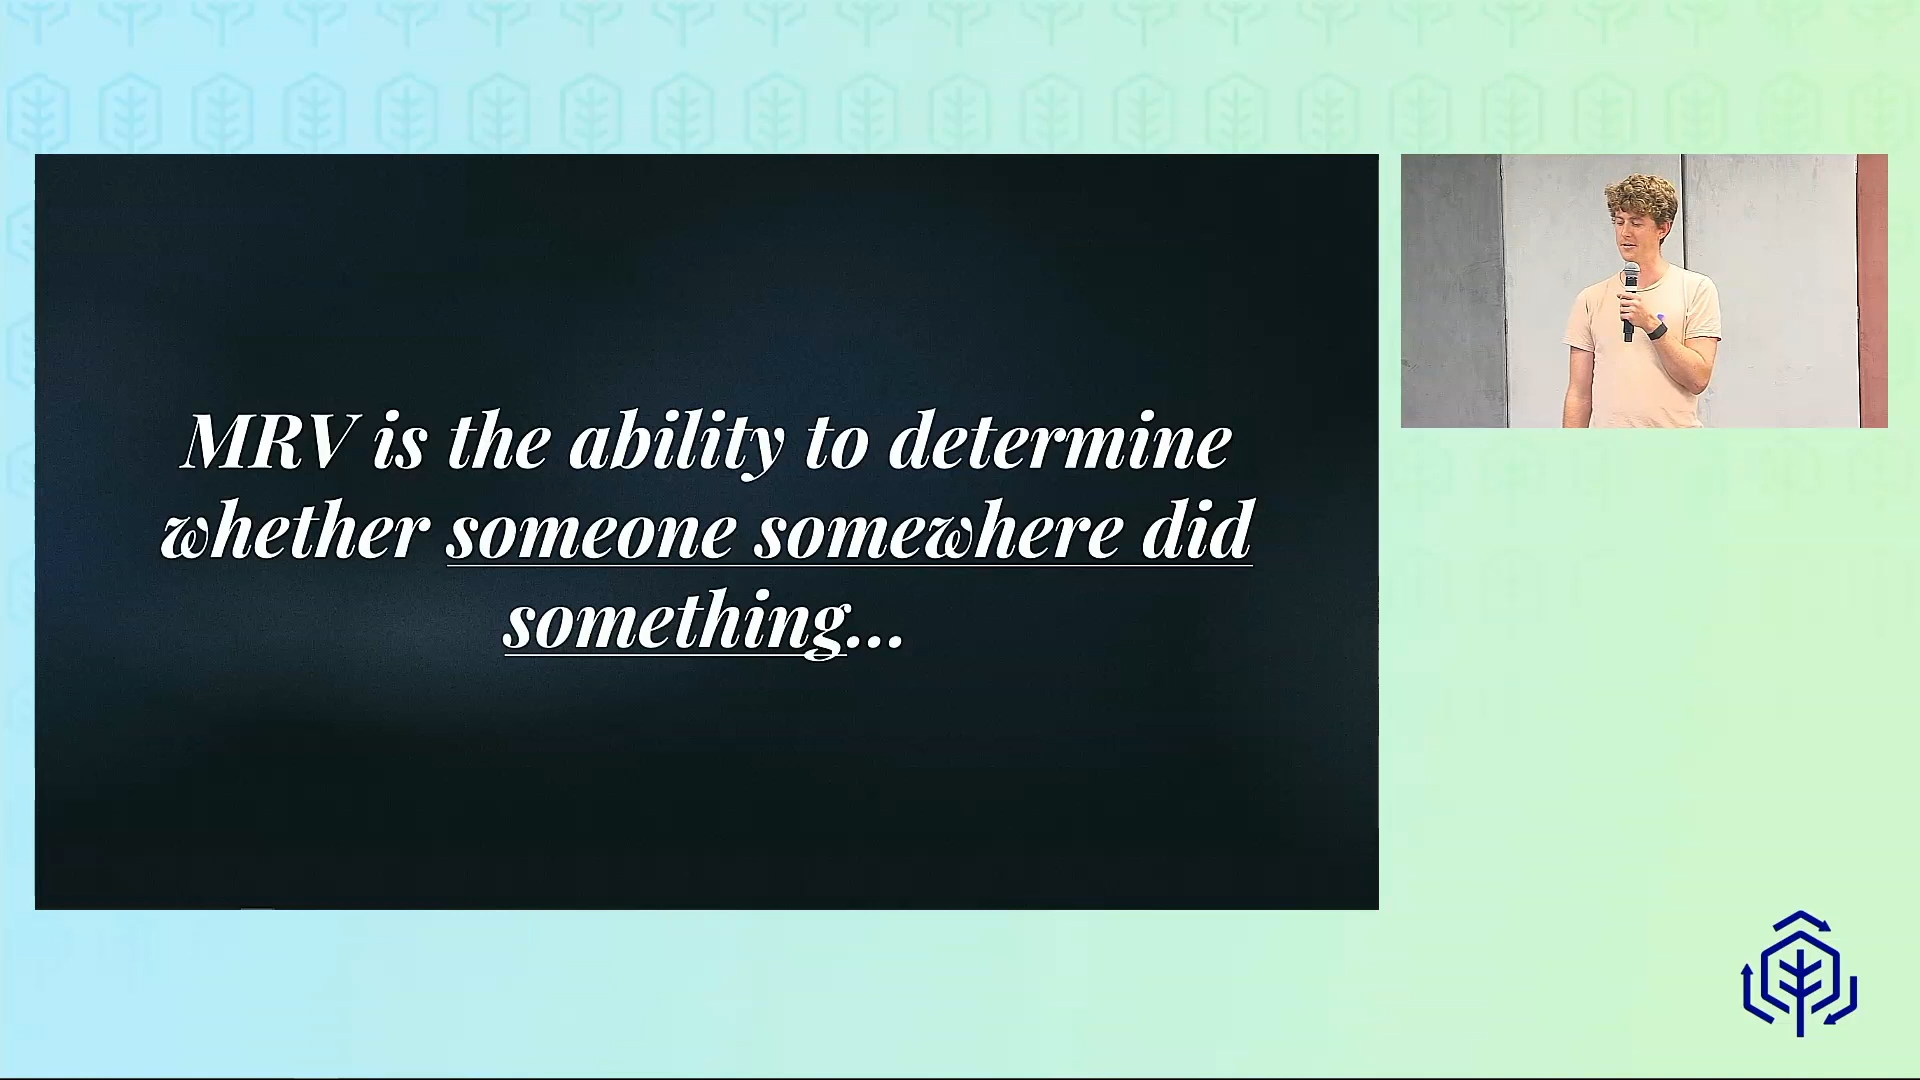 MRV is the ability to determine
whether someone somewhere did
something...